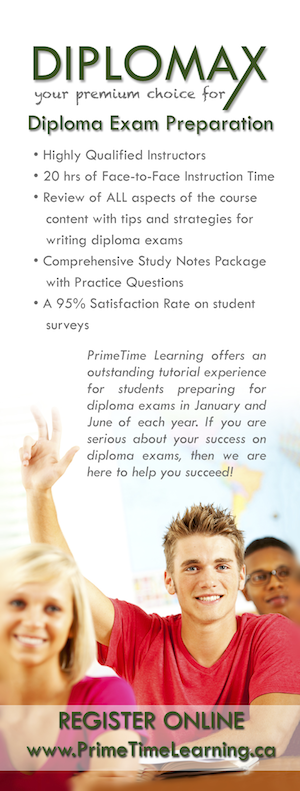 DIPLOMAX
your premium choice for
Diploma Exam Preparation
• Highly Qualified Instructors
• 20 hrs of Face-to-Face Instruction Time
• Review of ALL aspects of the course
content with tips and strategies for
writing diploma exams
• Comprehensive Study Notes Package
with Practice Questions
• A 95% Satisfaction Rate on student
surveys
PrimeTime Learning offers an
outstanding tutorial experience
for students preparing for
diploma exams in January and
June of each year. If you are
serious about your success on
diploma exams, then we are
here to help you succeed!
REGISTER ONLINE
www.PrimeTimeLearning.ca